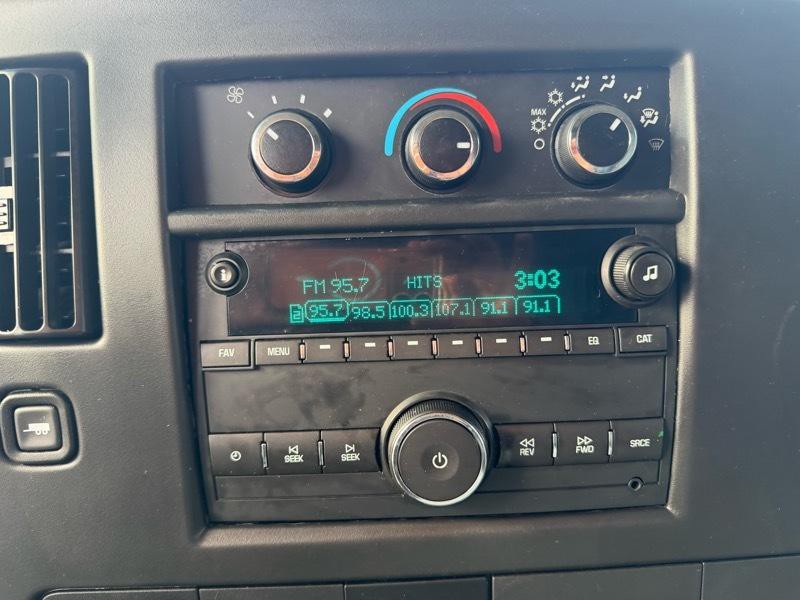 MAX
FM 95.7 HITS 3:03
2 95.7 98.5 100.3 107.1 91.1 91.1
FAV MENU EQ CAT
SEEK SEEK REV FWD SRCE